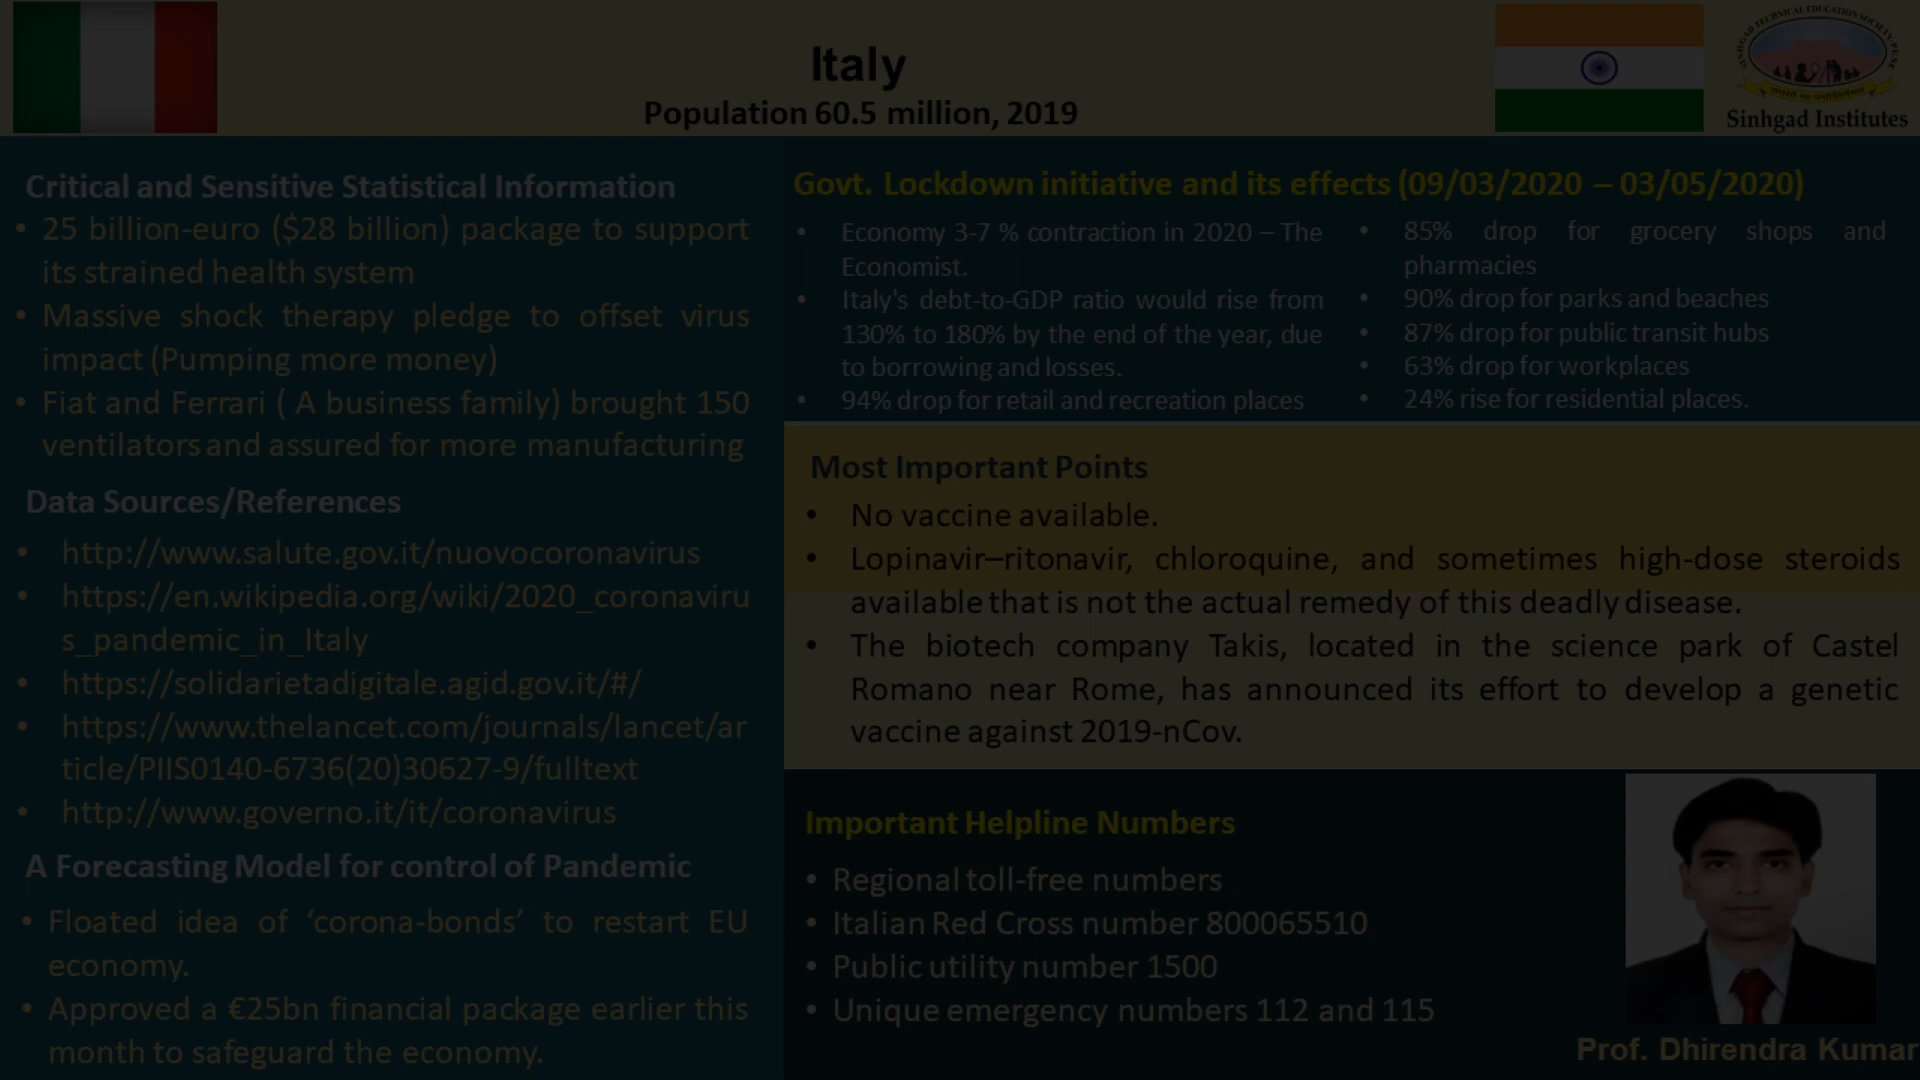 Italy
Population 60.5 million, 2019
SINHGAD TECHNICAL EDUCATION SOCIETY, PUNE
Sinhgad Institutes
Critical and Sensitive Statistical Information
• 25 billion-euro ($28 billion) package to support
its strained health system
• Massive shock therapy pledge to offset virus
impact (Pumping more money)
• Fiat and Ferrari ( A business family) brought 150
ventilators and assured for more manufacturing
Data Sources/References
• http://www.salute.gov.it/nuovocoronavirus
• https://en.wikipedia.org/wiki/2020_coronaviru
s_pandemic_in_Italy
• https://solidarietadigitale.agid.gov.it/#/
• https://www.thelancet.com/journals/lancet/ar
ticle/PIIS0140-6736(20)30627-9/fulltext
• http://www.governo.it/it/coronavirus
A Forecasting Model for control of Pandemic
• Floated idea of ‘corona-bonds’ to restart EU
economy.
• Approved a €25bn financial package earlier this
month to safeguard the economy.
Govt. Lockdown initiative and its effects (09/03/2020 – 03/05/2020)
• Economy 3-7 % contraction in 2020 – The
Economist.
• Italy's debt-to-GDP ratio would rise from
130% to 180% by the end of the year, due
to borrowing and losses.
• 94% drop for retail and recreation places
• 85% drop for grocery shops and
pharmacies
• 90% drop for parks and beaches
• 87% drop for public transit hubs
• 63% drop for workplaces
• 24% rise for residential places.
Most Important Points
• No vaccine available.
• Lopinavir–ritonavir, chloroquine, and sometimes high-dose steroids
available that is not the actual remedy of this deadly disease.
• The biotech company Takis, located in the science park of Castel
Romano near Rome, has announced its effort to develop a genetic
vaccine against 2019-nCov.
Important Helpline Numbers
• Regional toll-free numbers
• Italian Red Cross number 800065510
• Public utility number 1500
• Unique emergency numbers 112 and 115
Prof. Dhirendra Kumar